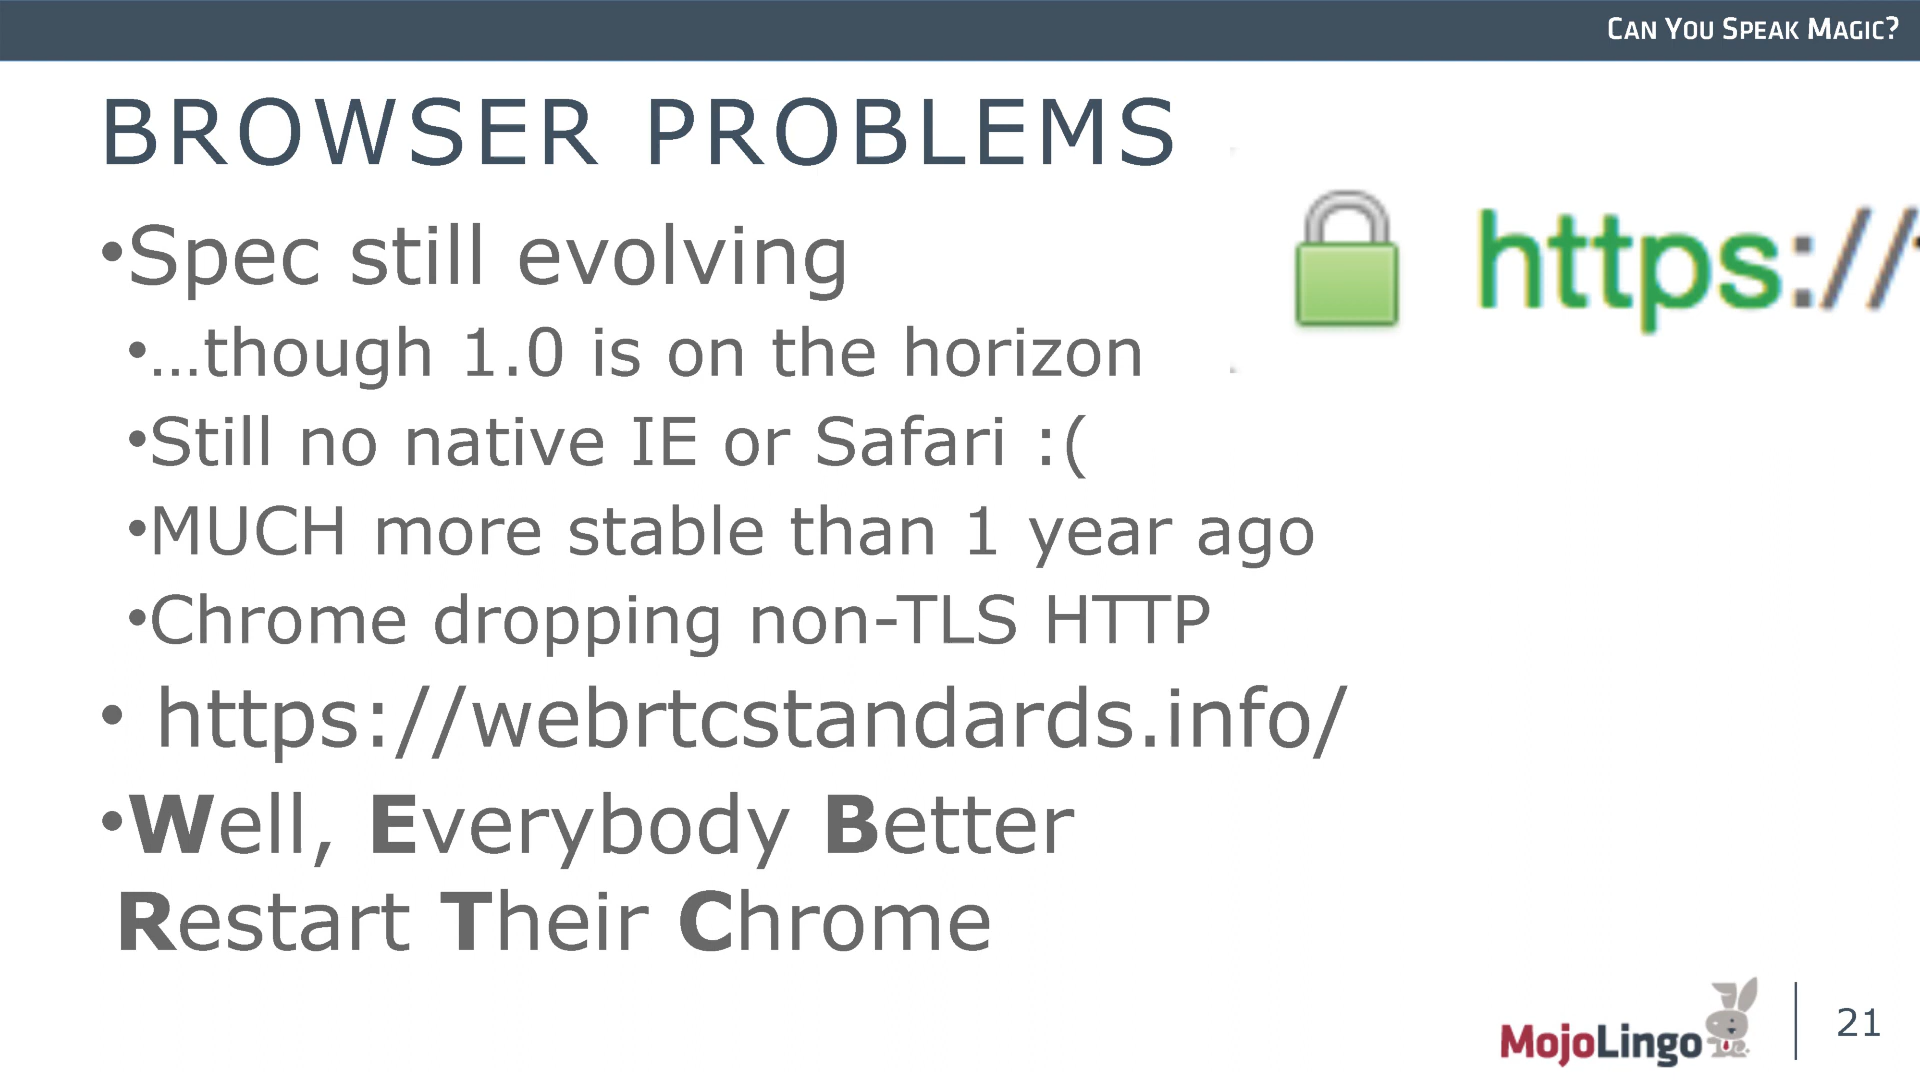 CAN YOU SPEAK MAGIC?
BROWSER PROBLEMS
https://
•Spec still evolving
•...though 1.0 is on the horizon
•Still no native IE or Safari :(
•MUCH more stable than 1 year ago
•Chrome dropping non-TLS HTTP
• https://webrtcstandards.info/
•Well, Everybody Better
Restart Their Chrome
MojoLingo
21